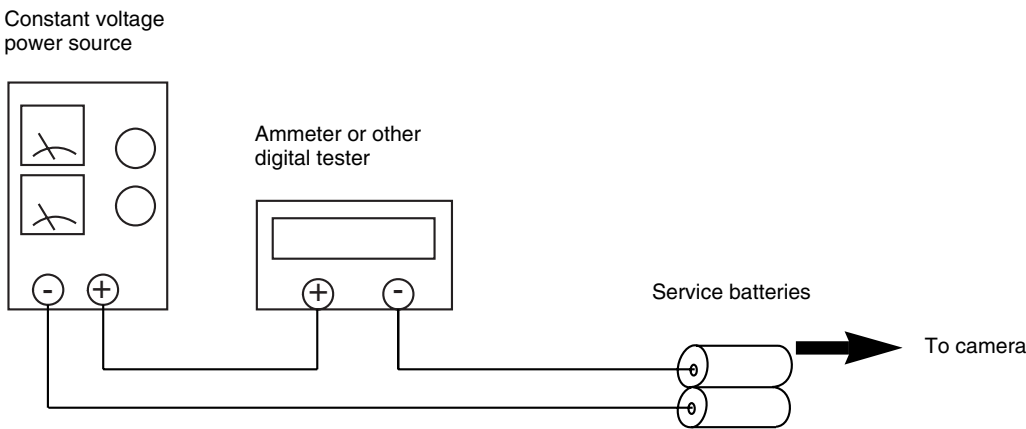 Constant voltage
power source
Ammeter or other
digital tester
- +
+ -
Service batteries
To camera